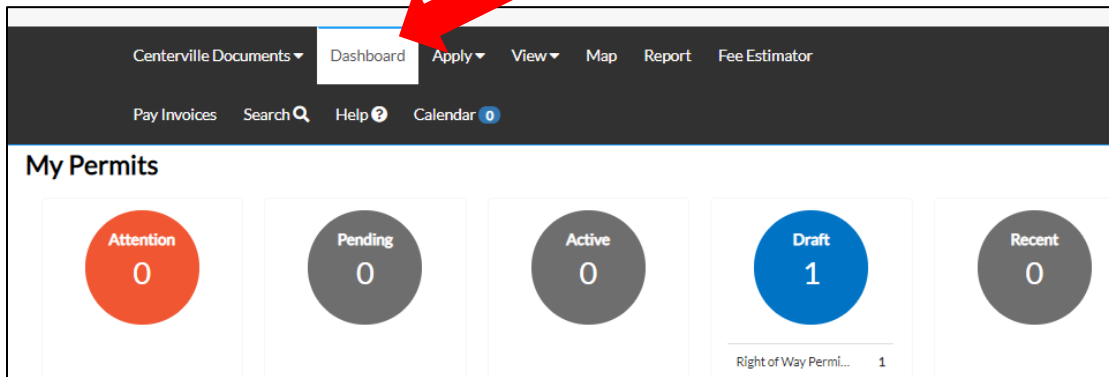 Centerville Documents Dashboard Apply View Map Report Fee Estimator
Pay Invoices Search Help ? Calendar 0
My Permits
Attention Pending Active Draft Recent
0 0 0 1 0
Right of Way Permi... 1